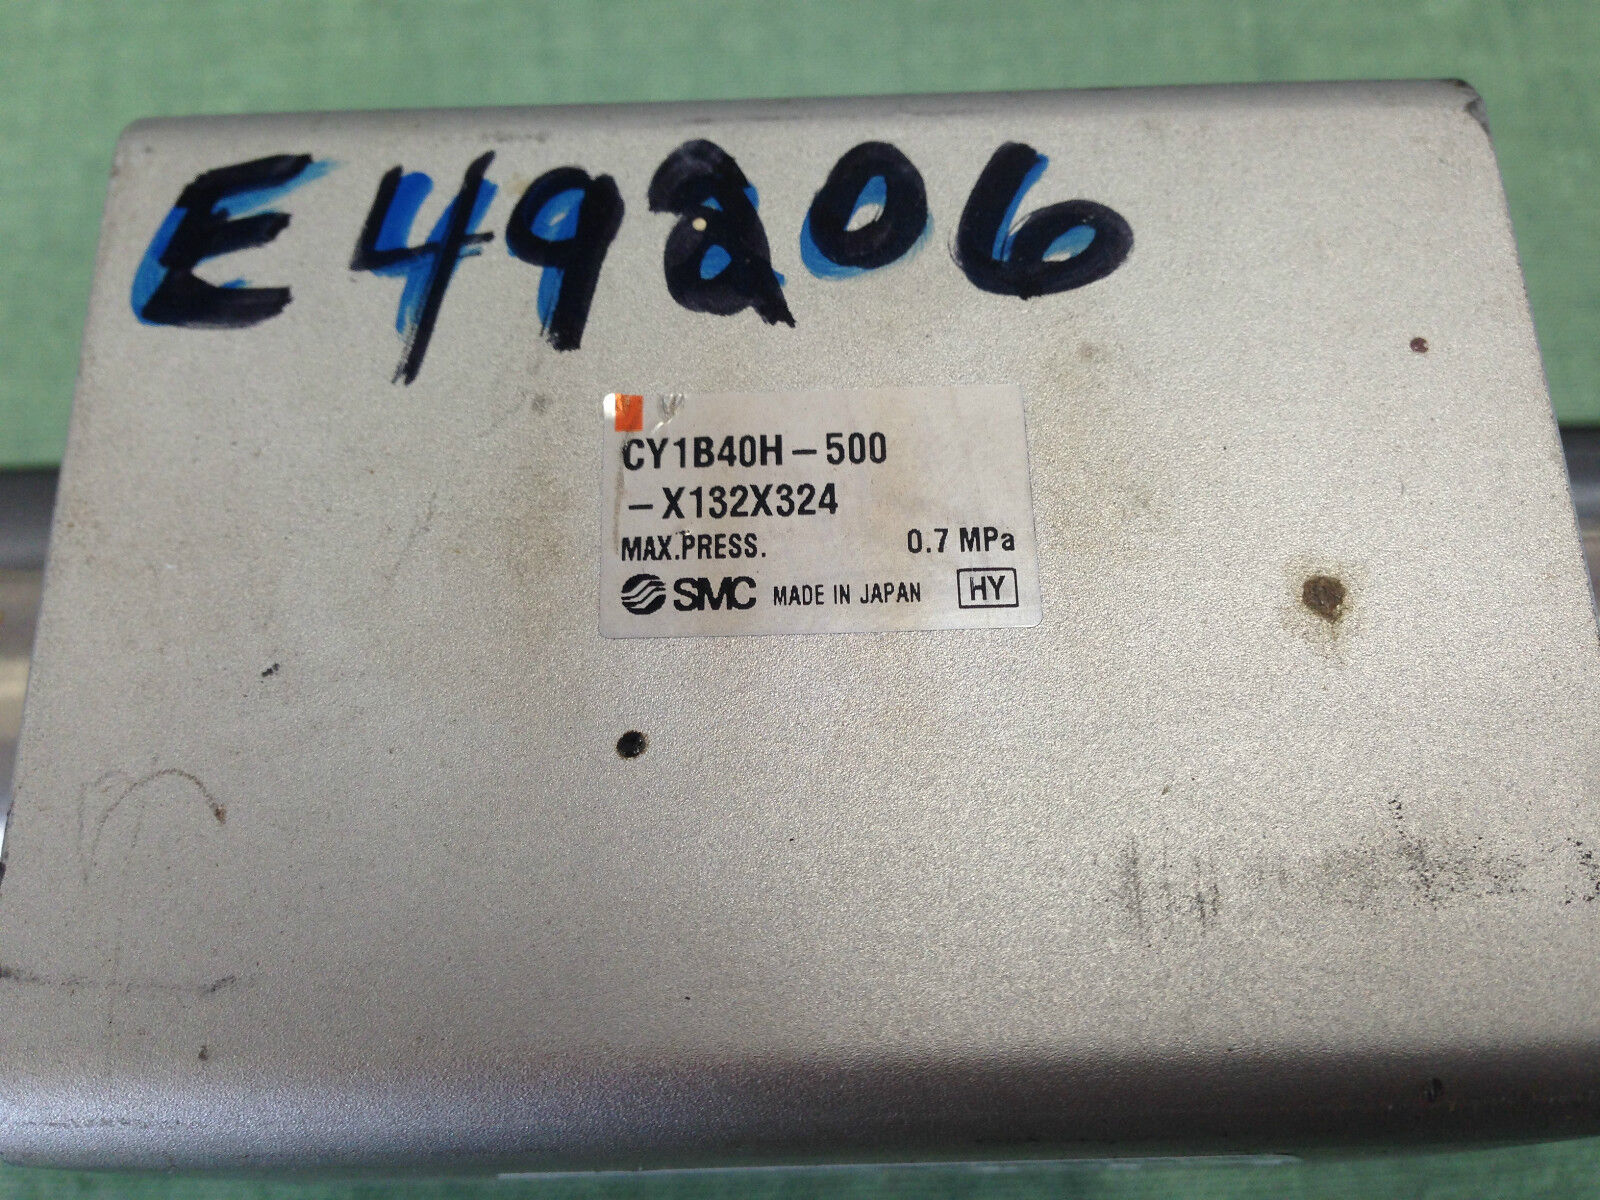 E49206
CY1B40H-500
-X132X324
MAX.PRESS. 0.7 MPa
SMC MADE IN JAPAN HY